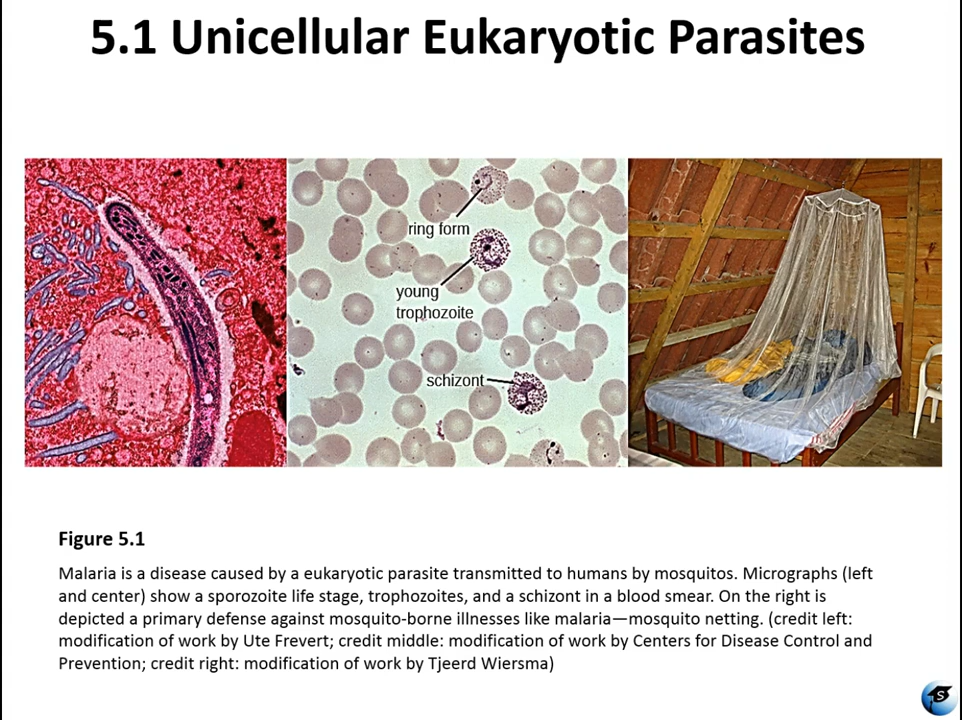 5.1 Unicellular Eukaryotic Parasites
ring form
young
trophozoite
schizont
Figure 5.1
Malaria is a disease caused by a eukaryotic parasite transmitted to humans by mosquitos. Micrographs (left
and center) show a sporozoite life stage, trophozoites, and a schizont in a blood smear. On the right is
depicted a primary defense against mosquito-borne illnesses like malaria—mosquito netting. (credit left:
modification of work by Ute Frevert; credit middle: modification of work by Centers for Disease Control and
Prevention; credit right: modification of work by Tjeerd Wiersma)
S